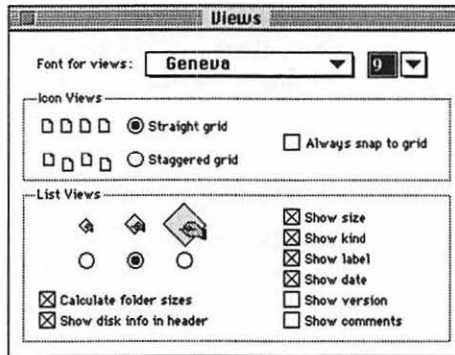 Views
Font for views: Geneva 9
Icon Views
Straight grid
Always snap to grid
Staggered grid
List Views
Show size
Show kind
Show label
Show date
Calculate folder sizes
Show version
Show disk info in header
Show comments